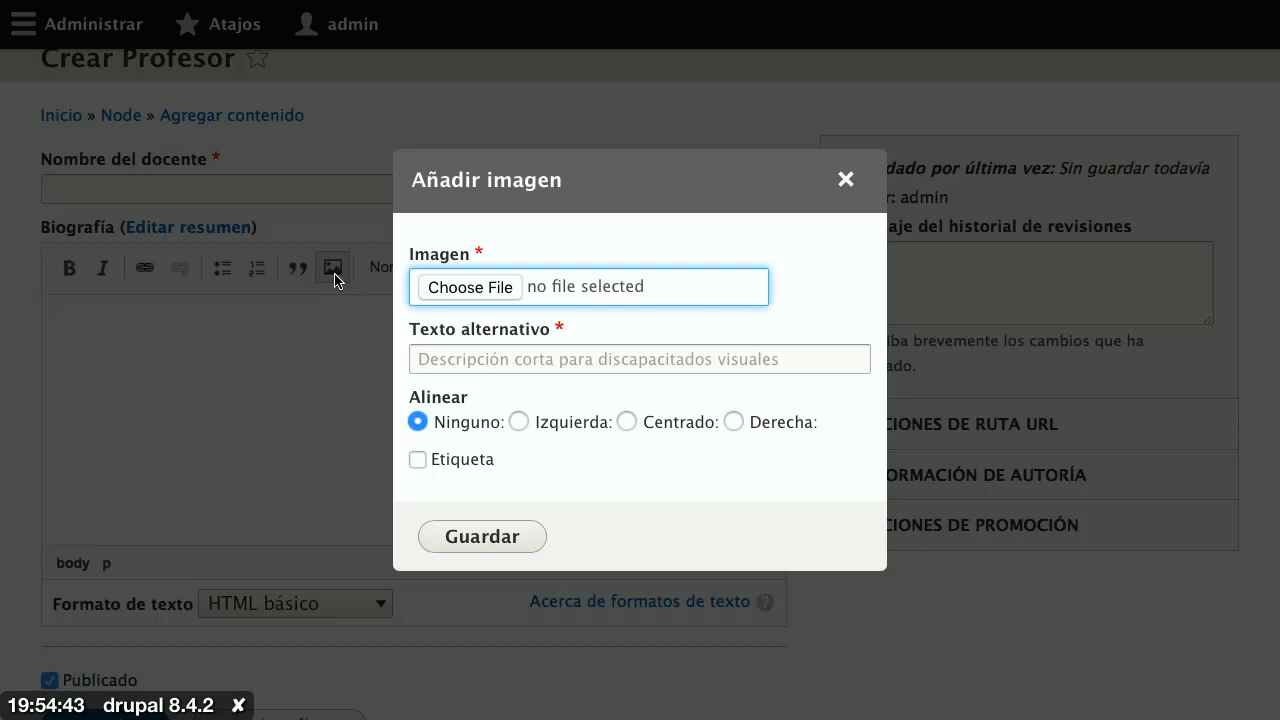 Administrar Atajos admin
Crear Profesor
Inicio » Node » Agregar contenido
Nombre del docente *
Biografía (Editar resumen)
Nor
body p
Formato de texto HTML básico Acerca de formatos de texto ?
Publicado
Añadir imagen
Imagen *
Choose File no file selected
Texto alternativo *
Descripción corta para discapacitados visuales
Alinear
Ninguno: Izquierda: Centrado: Derecha:
Etiqueta
Guardar
dado por última vez: Sin guardar todavía
r: admin
aje del historial de revisiones
iba brevemente los cambios que ha
ado.
CIONES DE RUTA URL
ORMACIÓN DE AUTORÍA
CIONES DE PROMOCIÓN
19:54:43 drupal 8.4.2 ✘